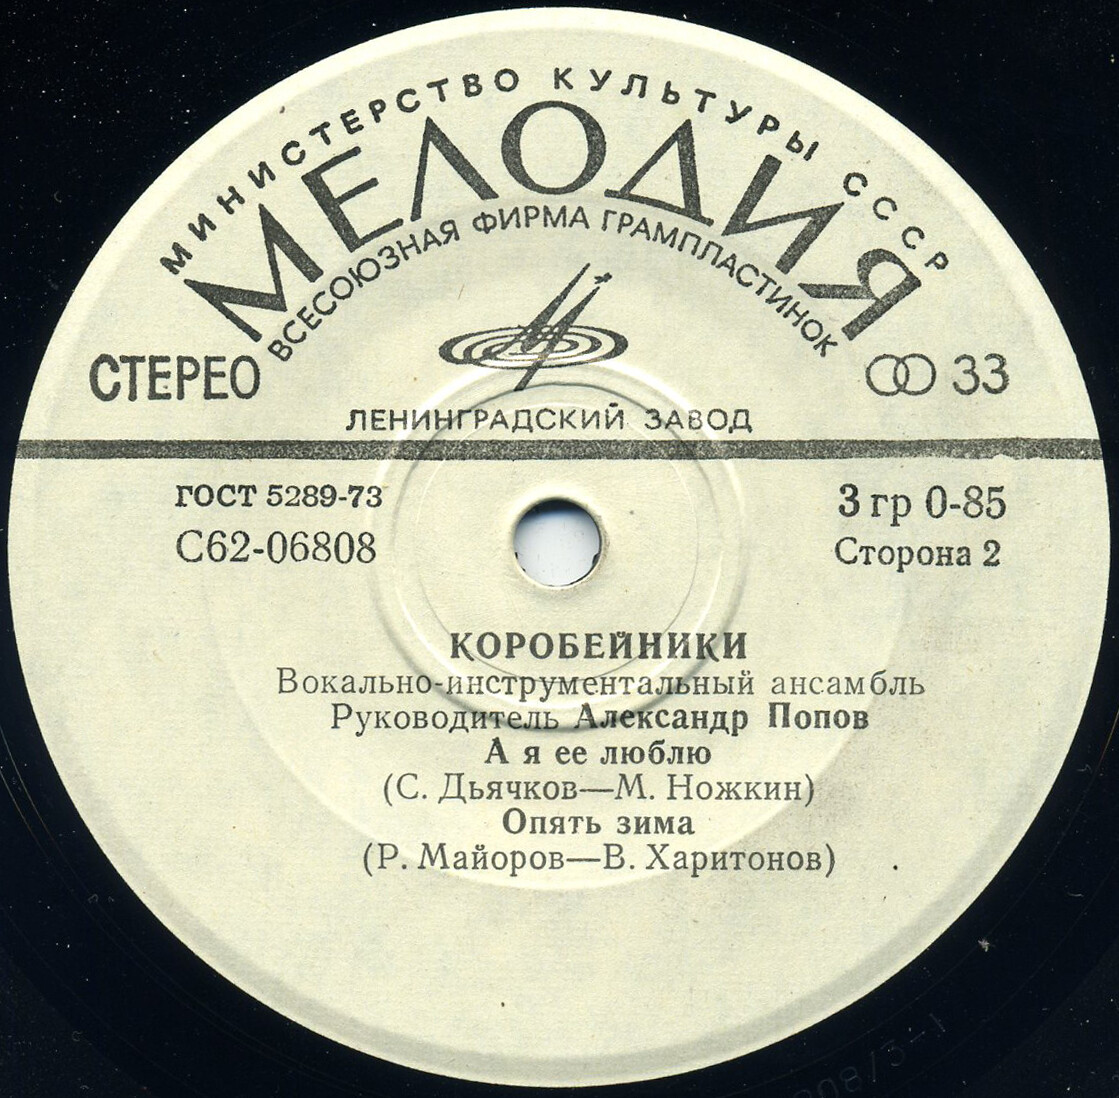 МИНИСТЕРСТВО КУЛЬТУРЫ СССР
МЕЛОДИЯ
ВСЕСОЮЗНАЯ ФИРМА ГРАМПЛАСТИНОК
СТЕРЕО
33
ЛЕНИНГРАДСКИЙ ЗАВОД
ГОСТ 5289-73
3 гр 0-85
С62-06808
Сторона 2
КОРОБЕЙНИКИ
Вокально-инструментальный ансамбль
Руководитель Александр Попов
А я ее люблю
(С. Дьячков—М. Ножкин)
Опять зима
(Р. Майоров—В. Харитонов)